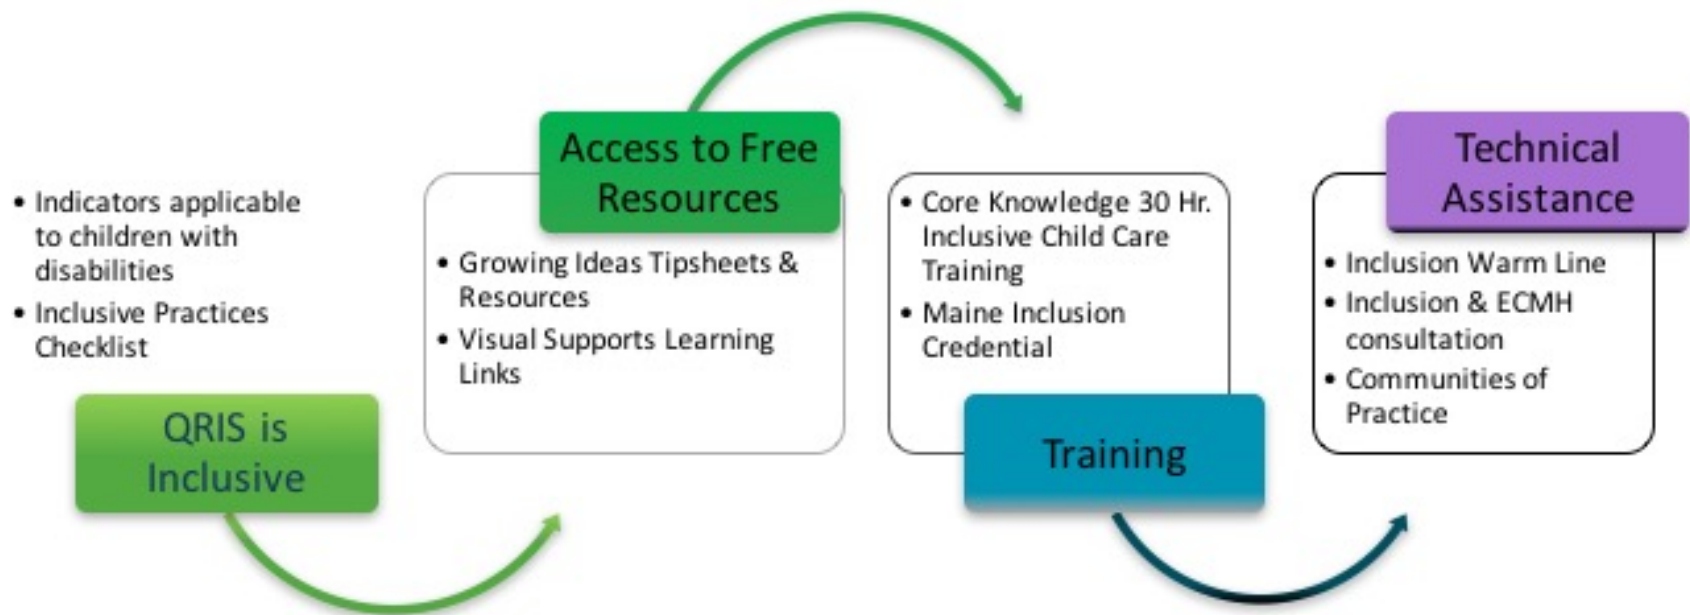 • Indicators applicable
to children with
disabilities
• Inclusive Practices
Checklist
QRIS is
Inclusive
Access to Free
Resources
• Growing Ideas Tipsheets &
Resources
• Visual Supports Learning
Links
• Core Knowledge 30 Hr.
Inclusive Child Care
Training
• Maine Inclusion
Credential
Training
Technical
Assistance
• Inclusion Warm Line
• Inclusion & ECMH
consultation
• Communities of
Practice